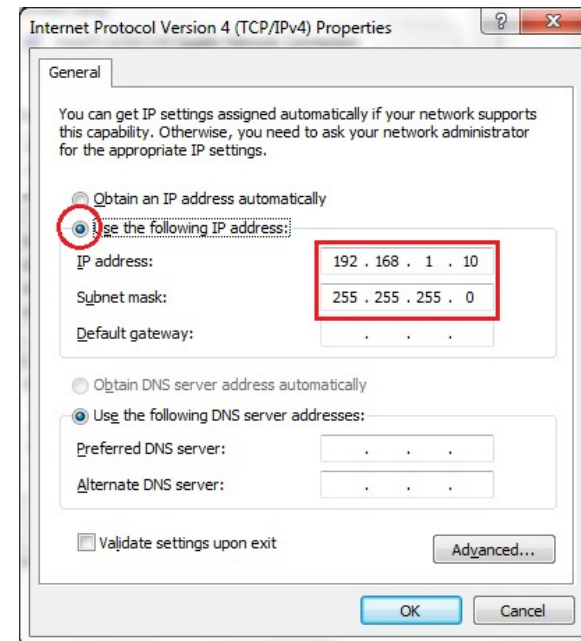 Internet Protocol Version 4 (TCP/IPv4) Properties
General
You can get IP settings assigned automatically if your network supports
this capability. Otherwise, you need to ask your network administrator
for the appropriate IP settings.
Obtain an IP address automatically
Use the following IP address:
IP address: 192 . 168 . 1 . 10
Subnet mask: 255 . 255 . 255 . 0
Default gateway: . . .
Obtain DNS server address automatically
Use the following DNS server addresses:
Preferred DNS server: . . .
Alternate DNS server: . . .
Validate settings upon exit
Advanced...
OK Cancel